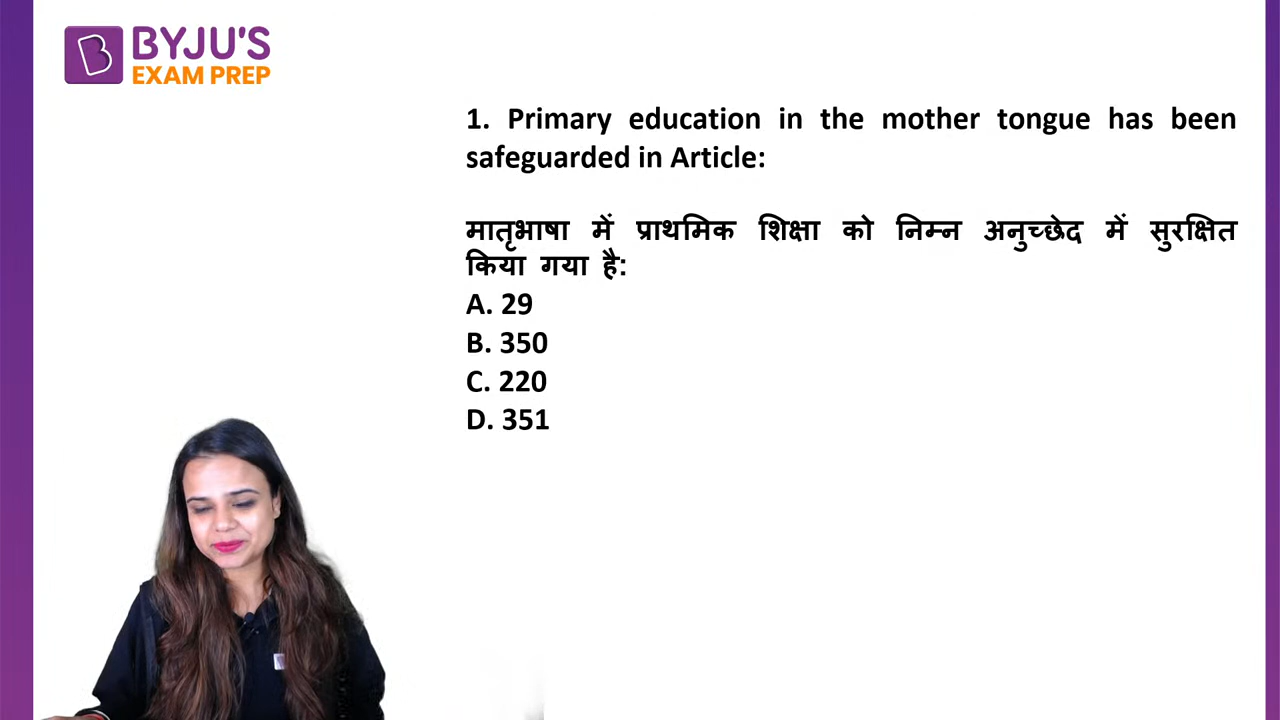 BYJU'S
EXAM PREP
1. Primary education in the mother tongue has been
safeguarded in Article:
मातृभाषा में प्राथमिक शिक्षा को निम्न अनुच्छेद में सुरक्षित
किया गया है:
A. 29
B. 350
C. 220
D. 351